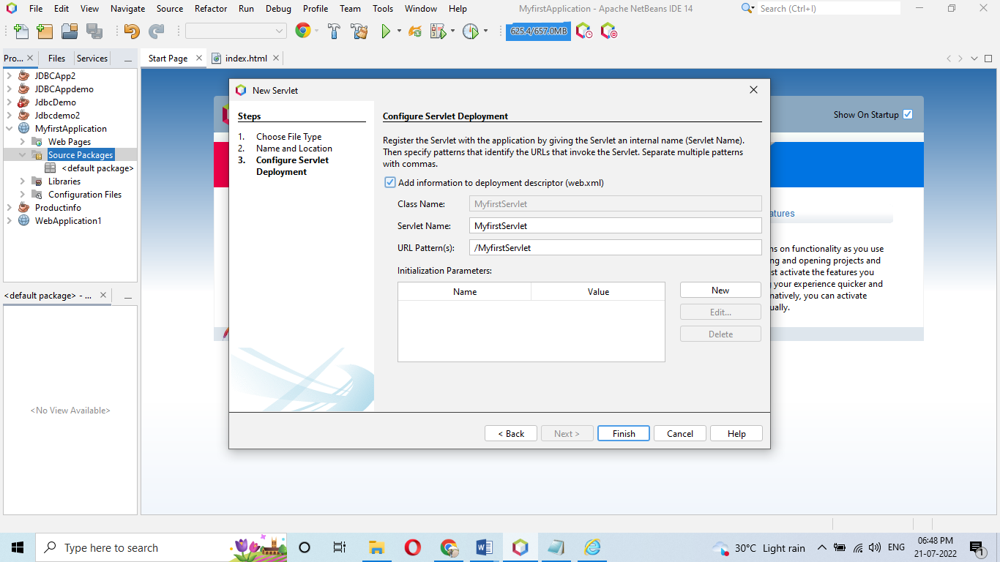 File Edit View Navigate Source Refactor Run Debug Profile Team Tools Window Help
MyfirstApplication - Apache NetBeans IDE 14
Search (Ctrl+I)
625.4/657.0MB
Pro... Files Services
Start Page index.html
JDBCApp2
JDBCAppdemo
JdbcDemo
Jdbcdemo2
MyfirstApplication
Web Pages
Source Packages
<default package>
Libraries
Configuration Files
Productinfo
WebApplication1
<default package> - ...
<No View Available>
Show On Startup
atures
ns on functionality as you use
ng and opening projects and
st activate the features you
your experience quicker and
natively, you can activate
ually.
New Servlet
Steps
1. Choose File Type
2. Name and Location
3. Configure Servlet
Deployment
Configure Servlet Deployment
Register the Servlet with the application by giving the Servlet an internal name (Servlet Name).
Then specify patterns that identify the URLs that invoke the Servlet. Separate multiple patterns
with commas.
Add information to deployment descriptor (web.xml)
Class Name: MyfirstServlet
Servlet Name: MyfirstServlet
URL Pattern(s): /MyfirstServlet
Initialization Parameters:
Name Value
New
Edit...
Delete
< Back Next > Finish Cancel Help
Type here to search
30°C Light rain
ENG
06:48 PM
21-07-2022
1